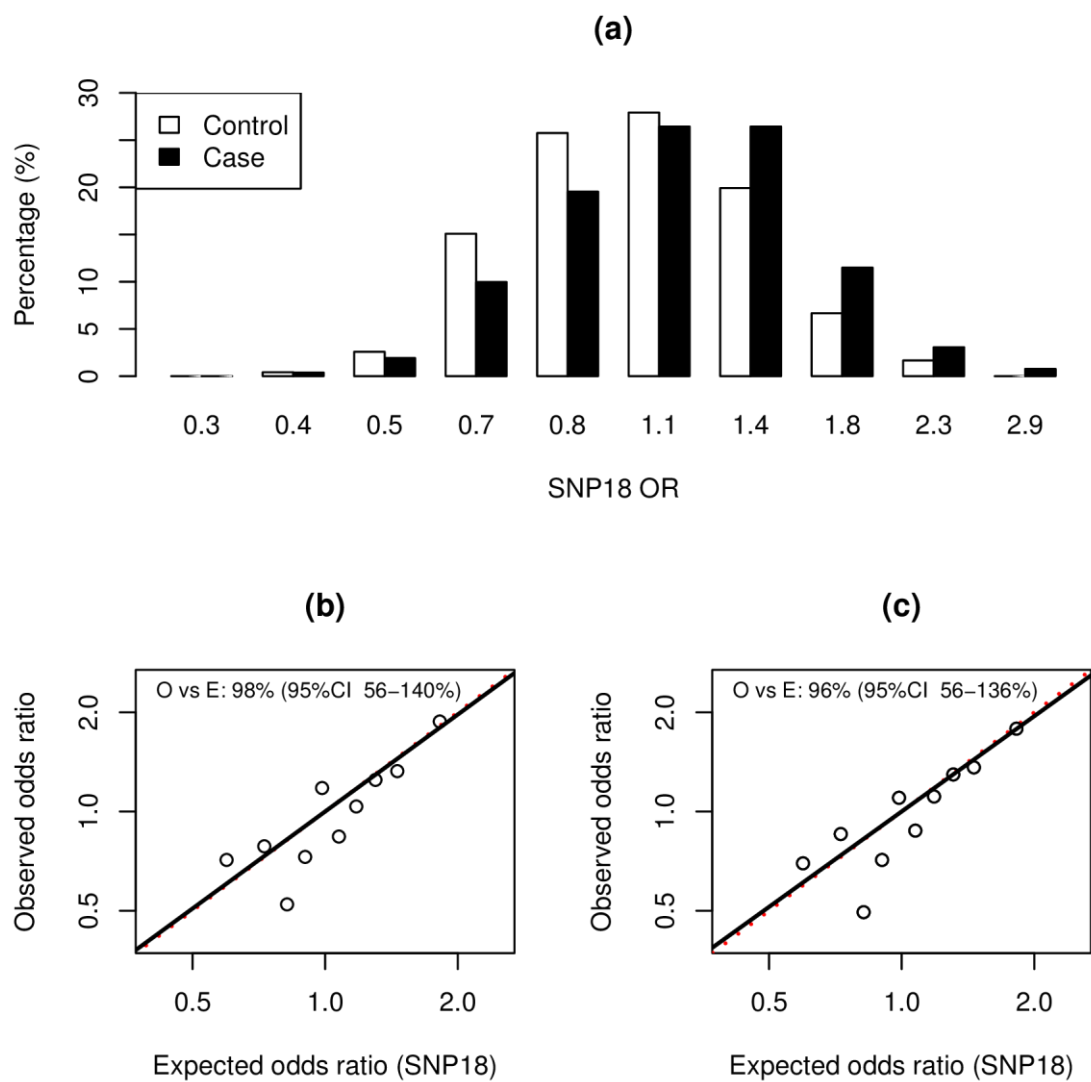 (a)
Percentage (%)
30
20
10
5
0
Control
Case
0.3 0.4 0.5 0.7 0.8 1.1 1.4 1.8 2.3 2.9
SNP18 OR
(b)
Observed odds ratio
2.0
1.0
0.5
O vs E: 98% (95%CI 56−140%)
0.5 1.0 2.0
Expected odds ratio (SNP18)
(c)
Observed odds ratio
2.0
1.0
0.5
O vs E: 96% (95%CI 56−136%)
0.5 1.0 2.0
Expected odds ratio (SNP18)